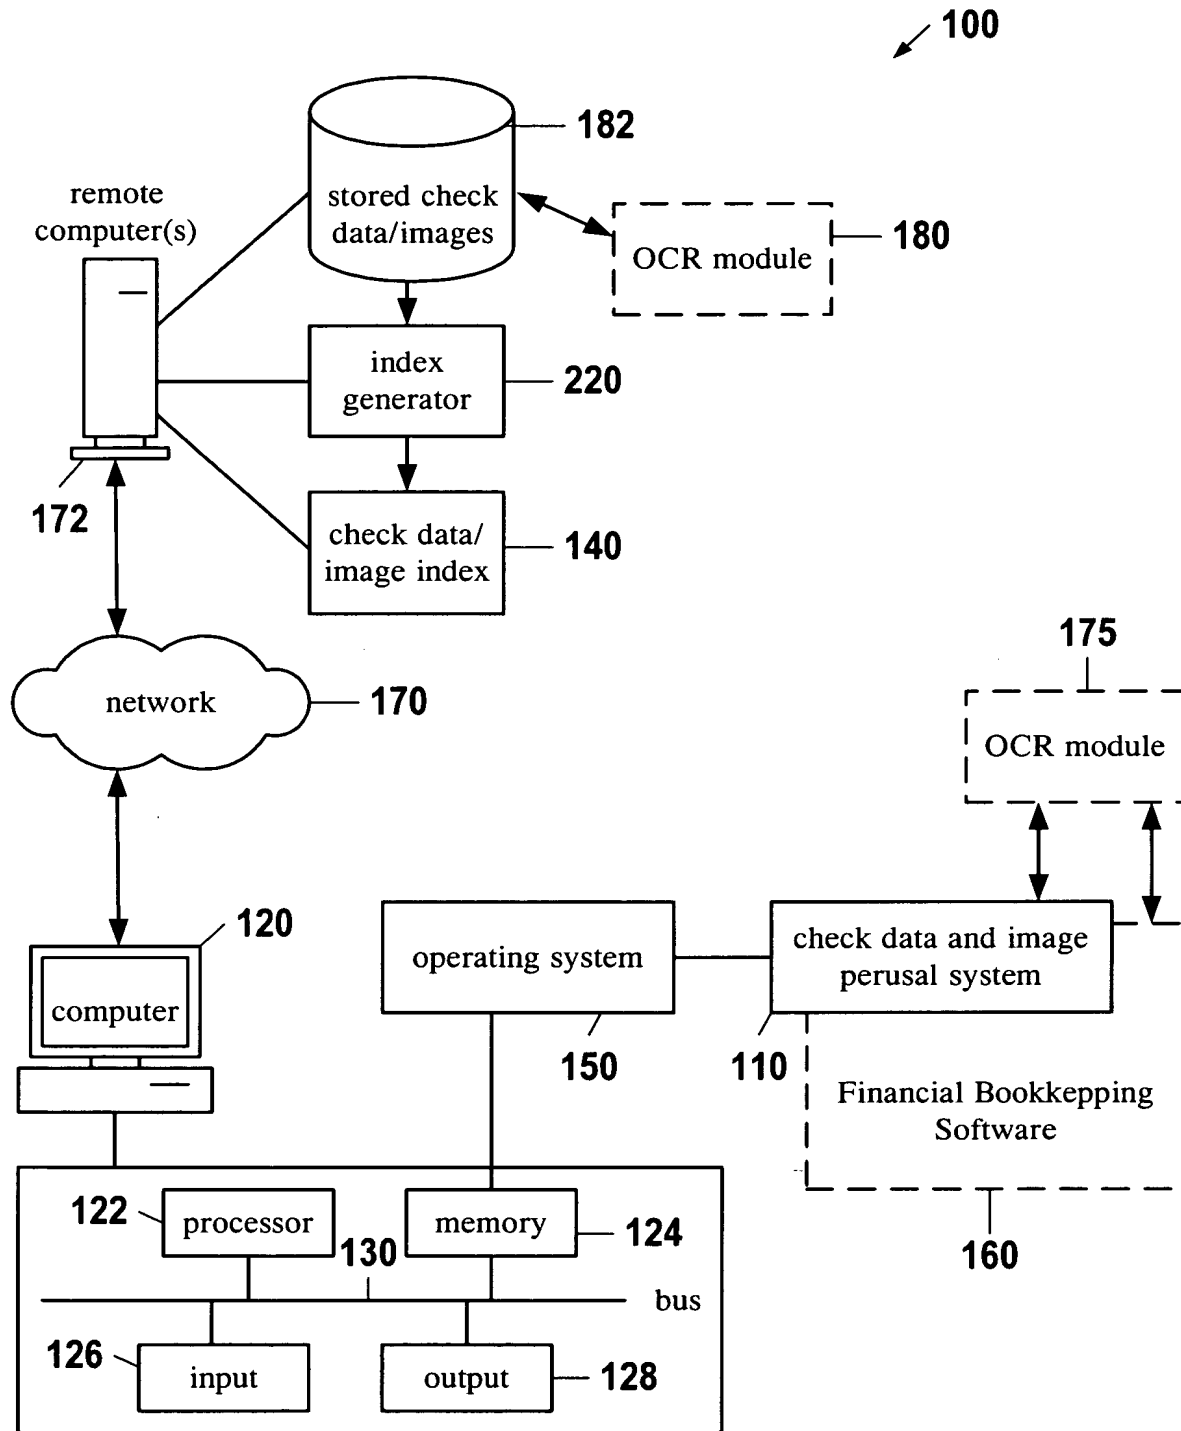 100
182
remote
computer(s)
stored check
data/images
OCR module
180
index
generator
220
172
check data/
image index
140
network
170
175
OCR module
120
computer
operating system
150
check data and image
perusal system
110
Financial Bookkepping
Software
160
122
processor
memory
124
130
bus
126
input
output
128